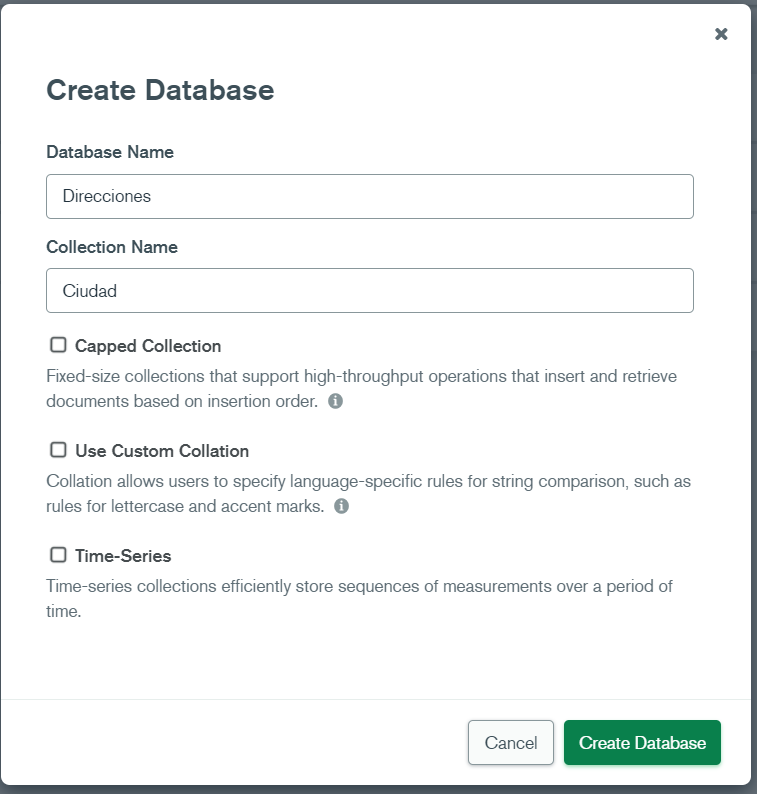 Create Database
Database Name
Direcciones
Collection Name
Ciudad
Capped Collection
Fixed-size collections that support high-throughput operations that insert and retrieve
documents based on insertion order.
Use Custom Collation
Collation allows users to specify language-specific rules for string comparison, such as
rules for lettercase and accent marks.
Time-Series
Time-series collections efficiently store sequences of measurements over a period of
time.
Cancel
Create Database